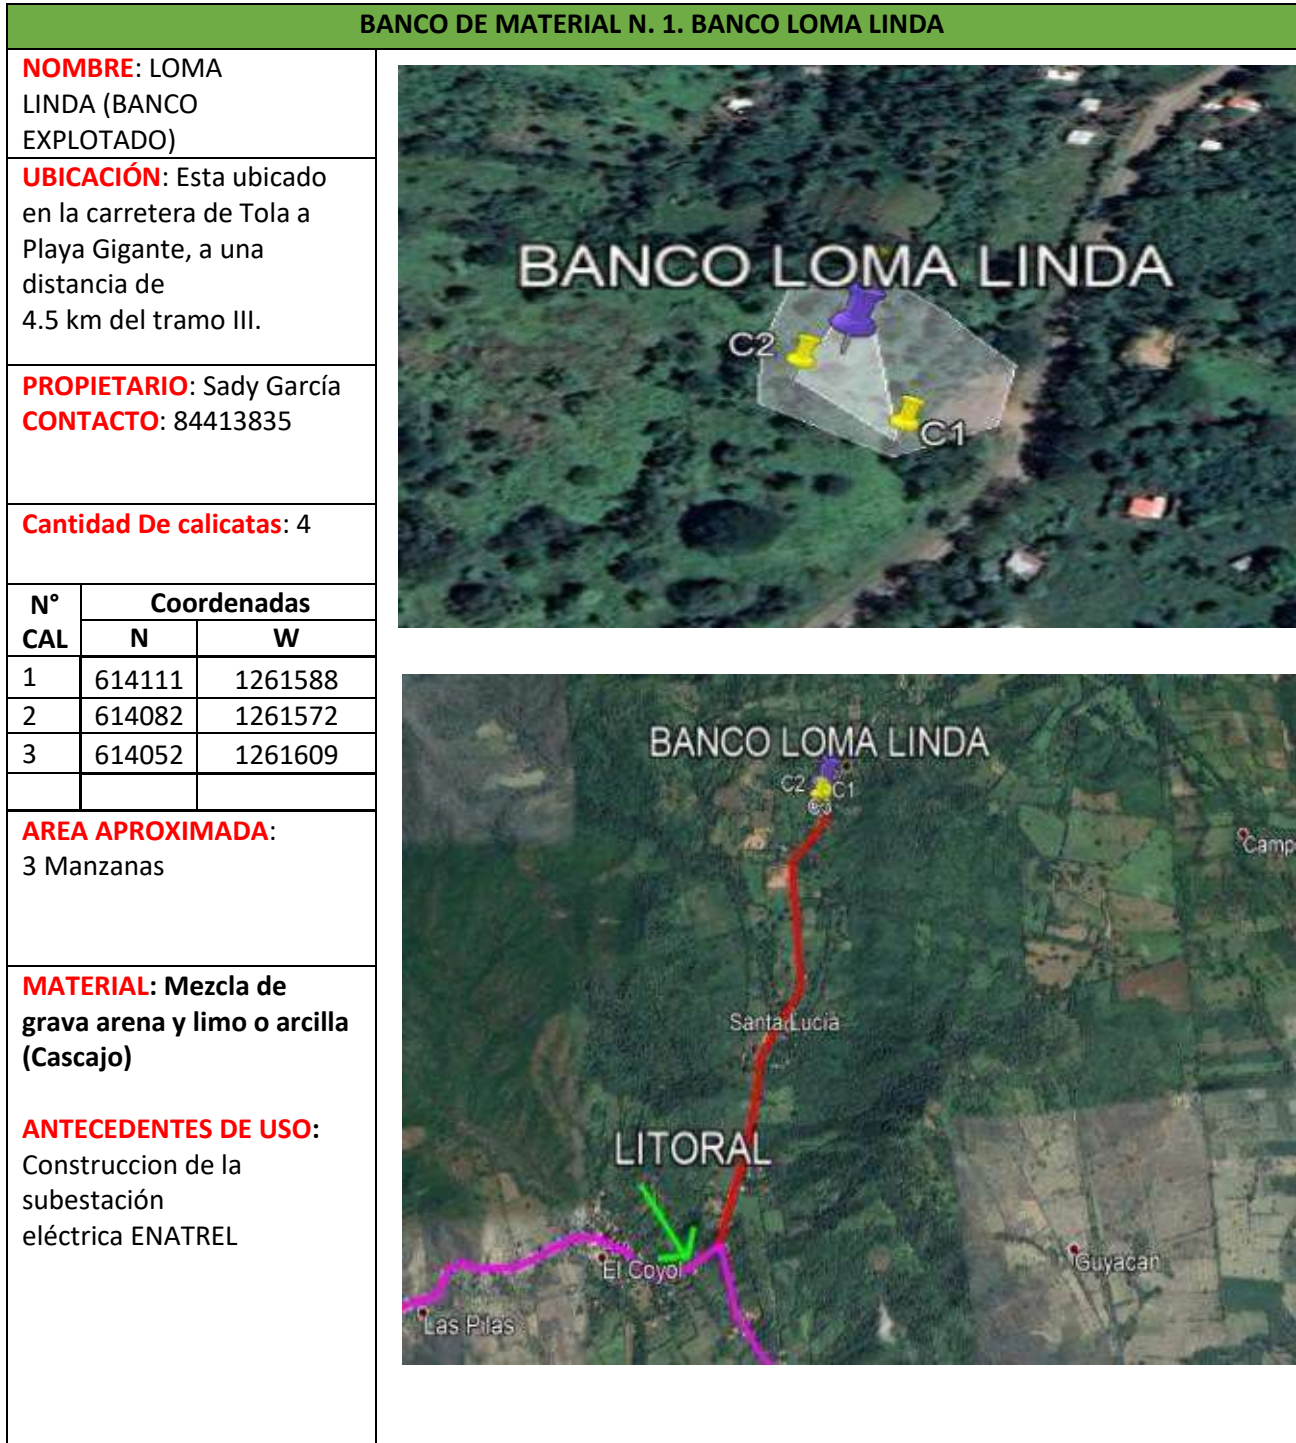 BANCO DE MATERIAL N. 1. BANCO LOMA LINDA
NOMBRE: LOMA
LINDA (BANCO
EXPLOTADO)
UBICACIÓN: Esta ubicado
en la carretera de Tola a
Playa Gigante, a una
distancia de
4.5 km del tramo III.
PROPIETARIO: Sady García
CONTACTO: 84413835
Cantidad De calicatas: 4
N° CAL Coordenadas
N W
1 614111 1261588
2 614082 1261572
3 614052 1261609
AREA APROXIMADA:
3 Manzanas
MATERIAL: Mezcla de
grava arena y limo o arcilla
(Cascajo)
ANTECEDENTES DE USO:
Construccion de la
subestación
eléctrica ENATREL
BANCO LOMA LINDA
C2
C1
BANCO LOMA LINDA
C2 C1
C3
Camp
Santa Lucia
LITORAL
El Coyol
Guyacan
Las Pilas